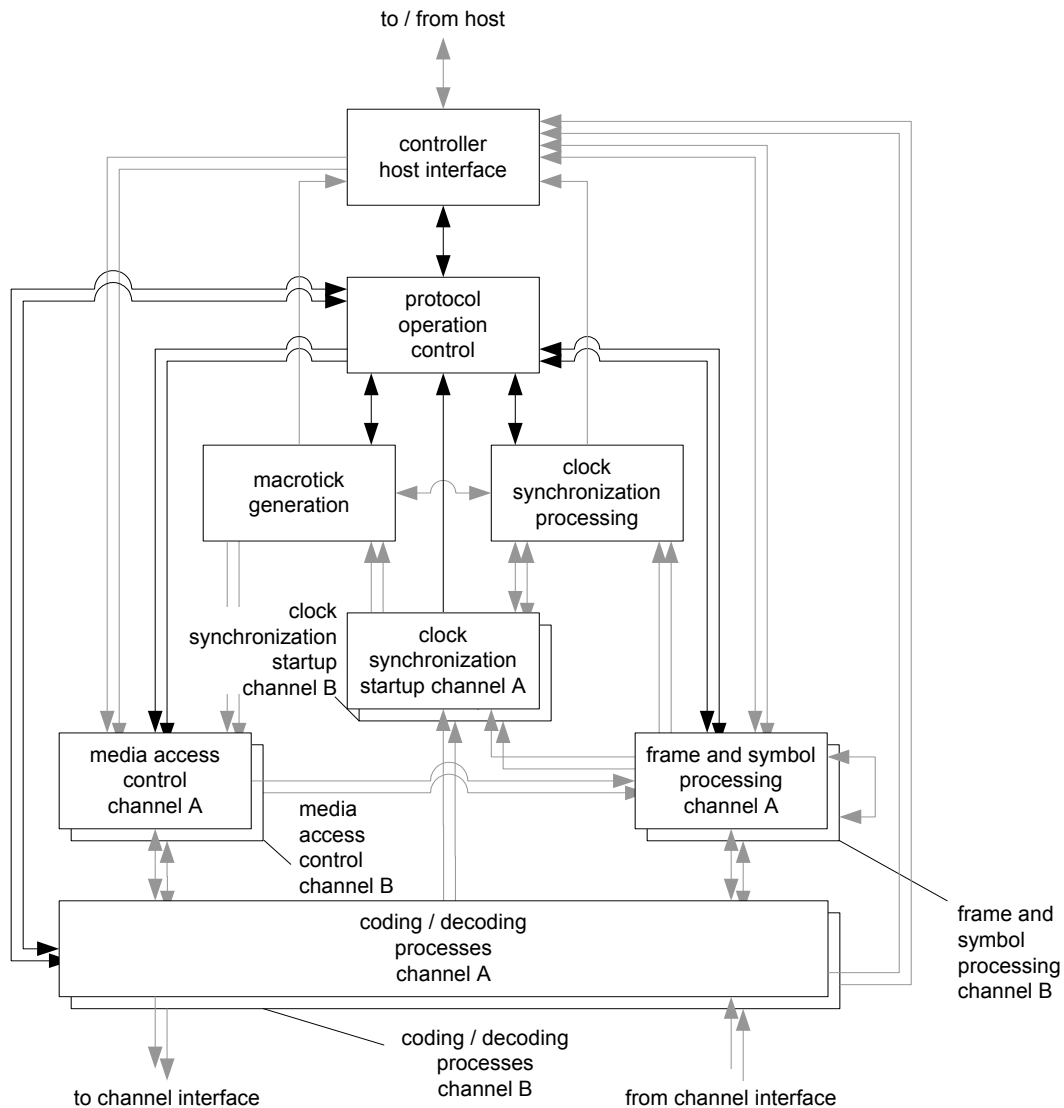 to / from host
controller
host interface
protocol
operation
control
macrotick
generation
clock
synchronization
processing
clock
synchronization
startup
channel B
clock
synchronization
startup channel A
media access
control
channel A
media
access
control
channel B
frame and symbol
processing
channel A
frame and
symbol
processing
channel B
coding / decoding
processes
channel A
coding / decoding
processes
channel B
to channel interface
from channel interface